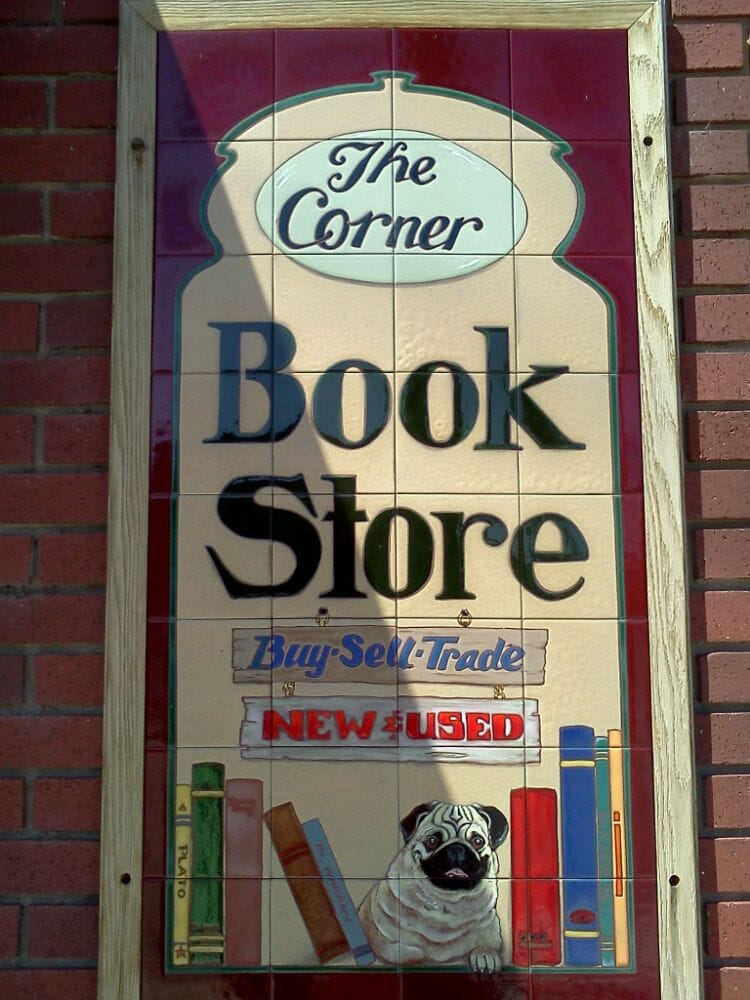 The
Corner
Book
Store
Buy·Sell·Trade
NEW & USED
PLATO